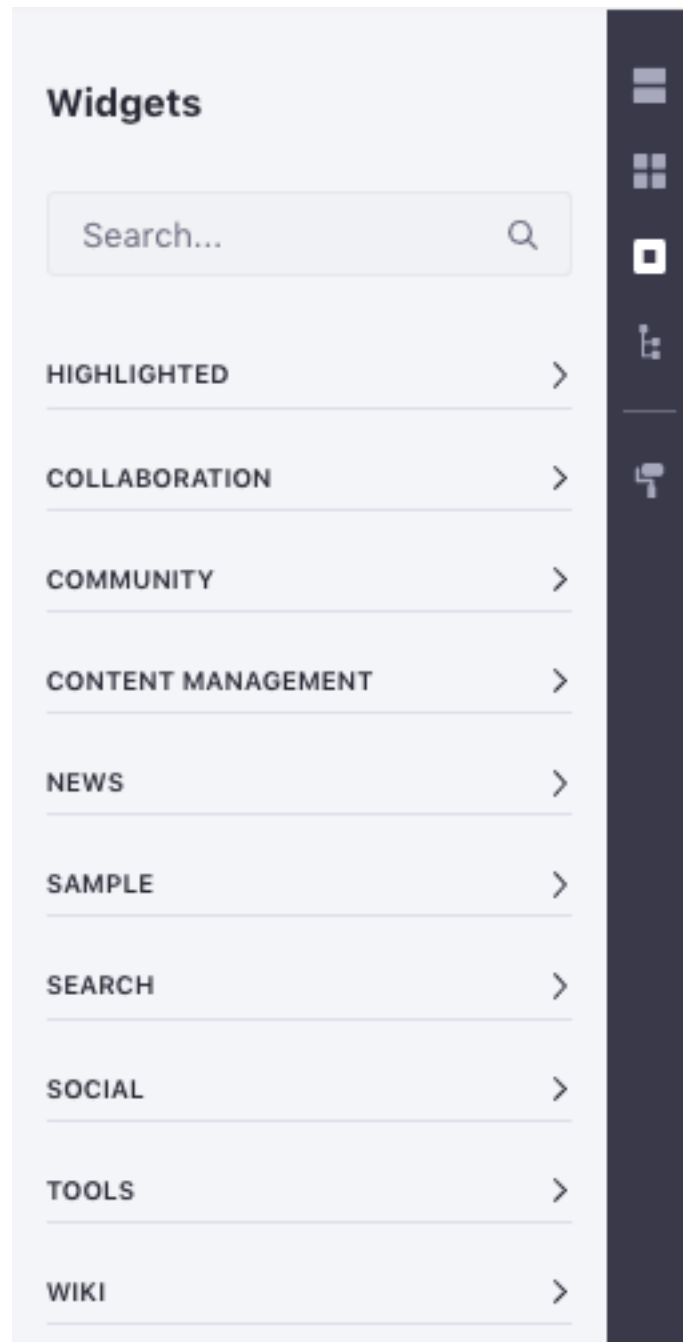 Widgets
Search...
HIGHLIGHTED
COLLABORATION
COMMUNITY
CONTENT MANAGEMENT
NEWS
SAMPLE
SEARCH
SOCIAL
TOOLS
WIKI